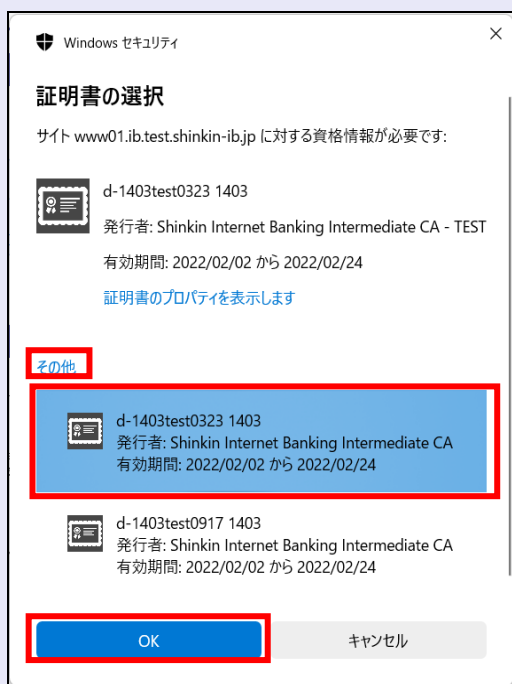 Windows セキュリティ
証明書の選択
サイト www01.ib.test.shinkin-ib.jp に対する資格情報が必要です:
d-1403test0323 1403
発行者: Shinkin Internet Banking Intermediate CA - TEST
有効期間: 2022/02/02 から 2022/02/24
証明書のプロパティを表示します
その他
d-1403test0323 1403
発行者: Shinkin Internet Banking Intermediate CA
有効期間: 2022/02/02 から 2022/02/24
d-1403test0917 1403
発行者: Shinkin Internet Banking Intermediate CA
有効期間: 2022/02/02 から 2022/02/24
OK キャンセル